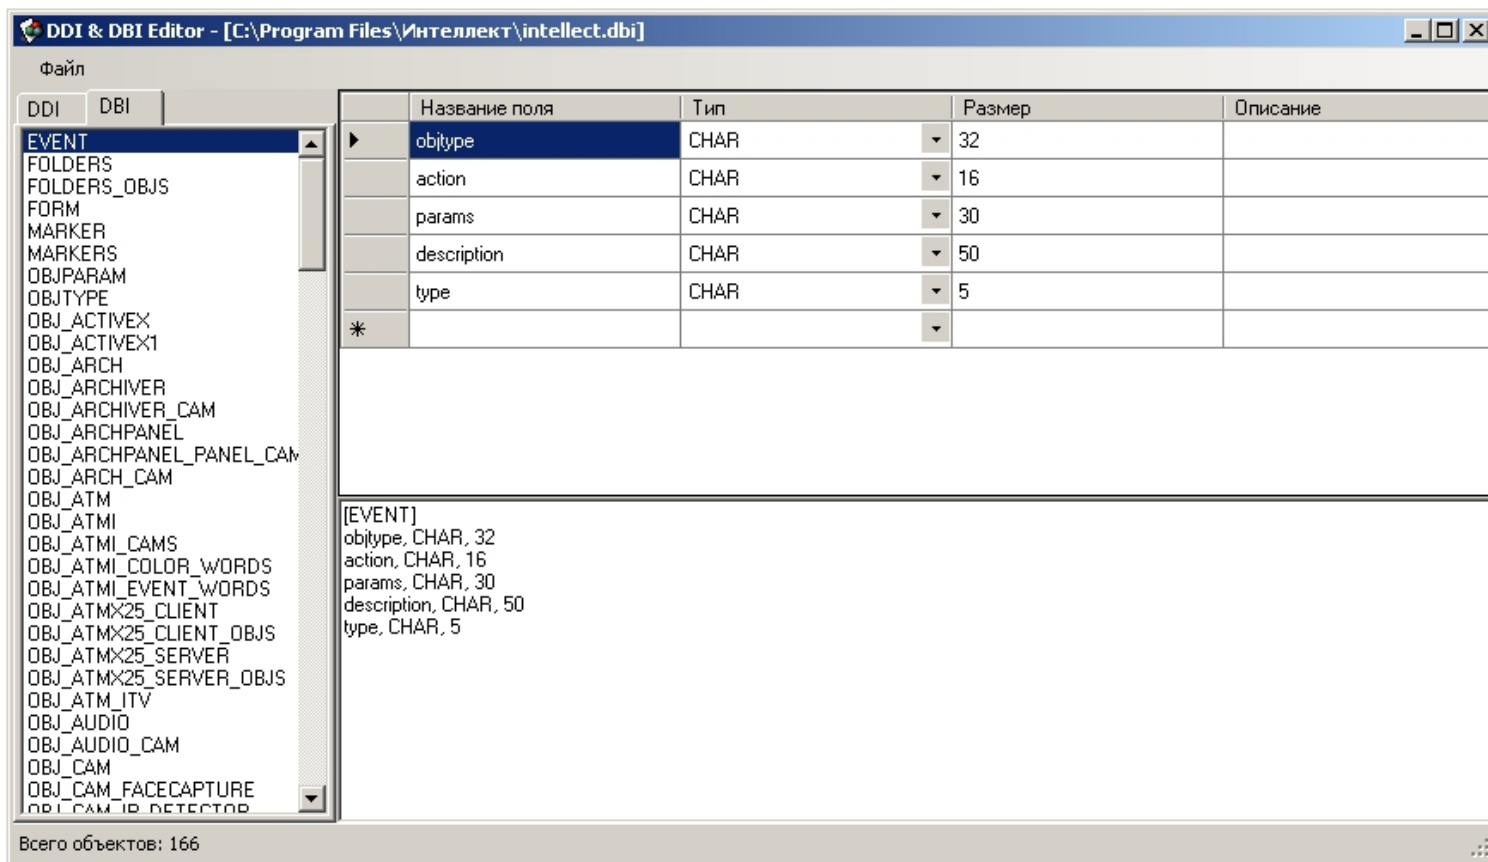 DDI & DBI Editor - [C:\Program Files\Интеллект\intellect.dbi]
Файл
DDI DBI
EVENT
FOLDERS
FOLDERS_OBJS
FORM
MARKER
MARKERS
OBJPARAM
OBJTYPE
OBJ_ACTIVEX
OBJ_ACTIVEX1
OBJ_ARCH
OBJ_ARCHIVER
OBJ_ARCHIVER_CAM
OBJ_ARCHPANEL
OBJ_ARCHPANEL_PANEL_CAM
OBJ_ARCH_CAM
OBJ_ATM
OBJ_ATMI
OBJ_ATMI_CAMS
OBJ_ATMI_COLOR_WORDS
OBJ_ATMI_EVENT_WORDS
OBJ_ATMX25_CLIENT
OBJ_ATMX25_CLIENT_OBJS
OBJ_ATMX25_SERVER
OBJ_ATMX25_SERVER_OBJS
OBJ_ATM_ITV
OBJ_AUDIO
OBJ_AUDIO_CAM
OBJ_CAM
OBJ_CAM_FACECAPTURE
OBJ_CAM_IR_DETECTOR
Название поля Тип Размер Описание
objtype CHAR 32
action CHAR 16
params CHAR 30
description CHAR 50
type CHAR 5
[EVENT]
objtype, CHAR, 32
action, CHAR, 16
params, CHAR, 30
description, CHAR, 50
type, CHAR, 5
Всего объектов: 166